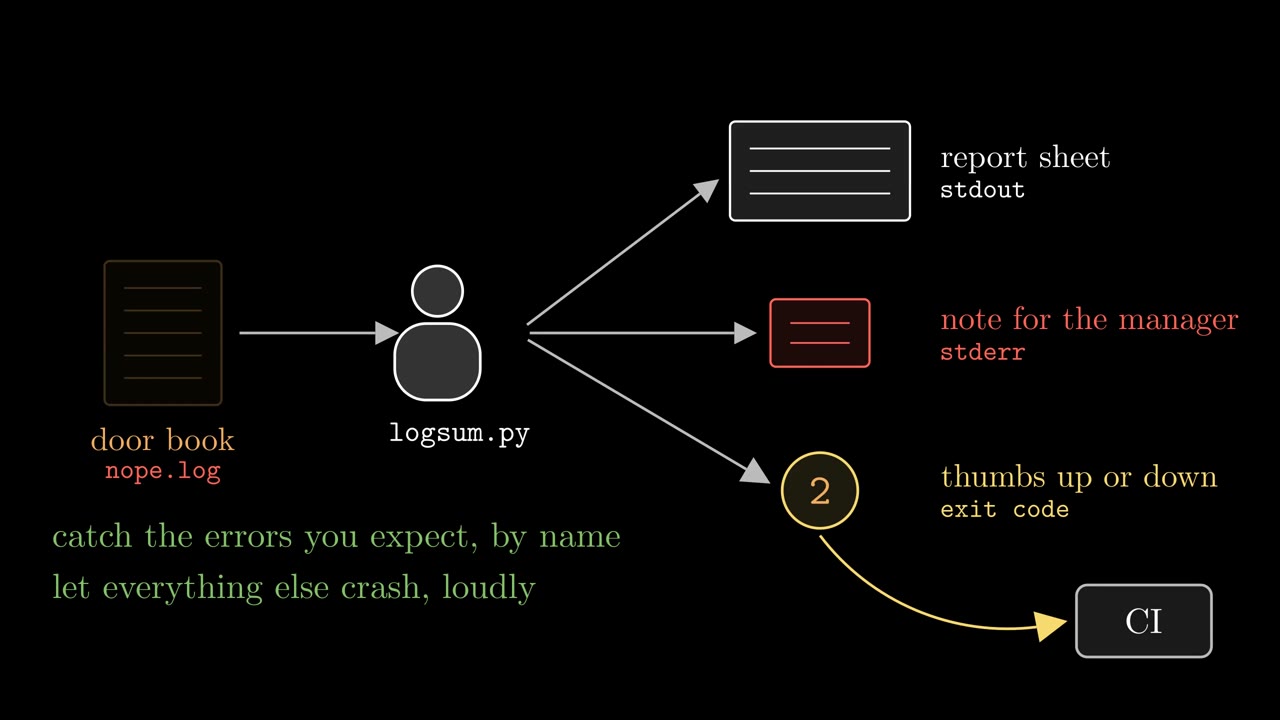 report sheet
stdout
note for the manager
stderr
logsum.py
door book
nope.log
2
thumbs up or down
exit code
catch the errors you expect, by name
let everything else crash, loudly
CI